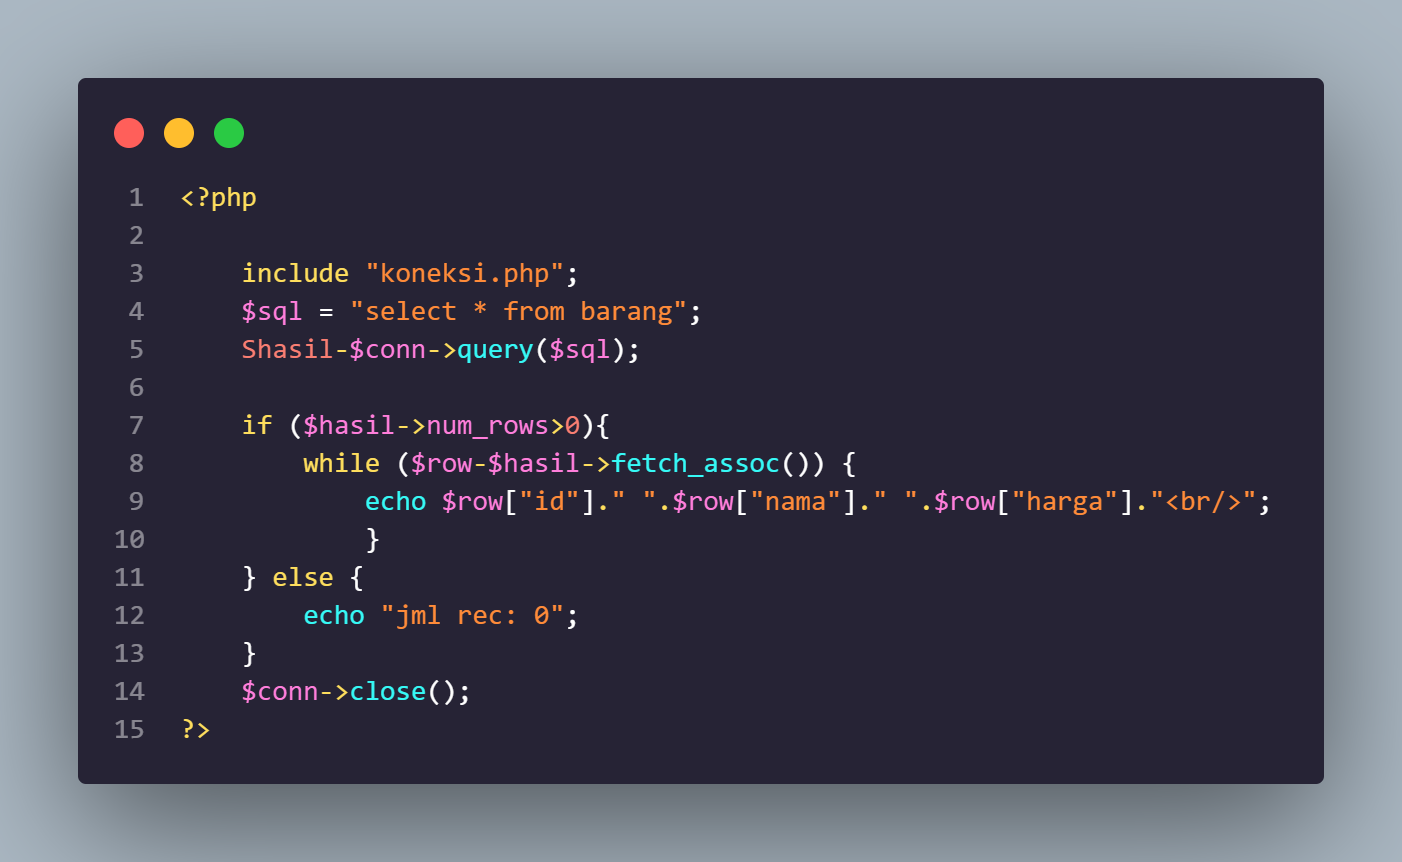 1 <?php
2
3 include "koneksi.php";
4 $sql = "select * from barang";
5 Shasil-$conn->query($sql);
6
7 if ($hasil->num_rows>0){
8 while ($row-$hasil->fetch_assoc()) {
9 echo $row["id"]." ".$row["nama"]." ".$row["harga"]."<br/>";
10 }
11 } else {
12 echo "jml rec: 0";
13 }
14 $conn->close();
15 ?>